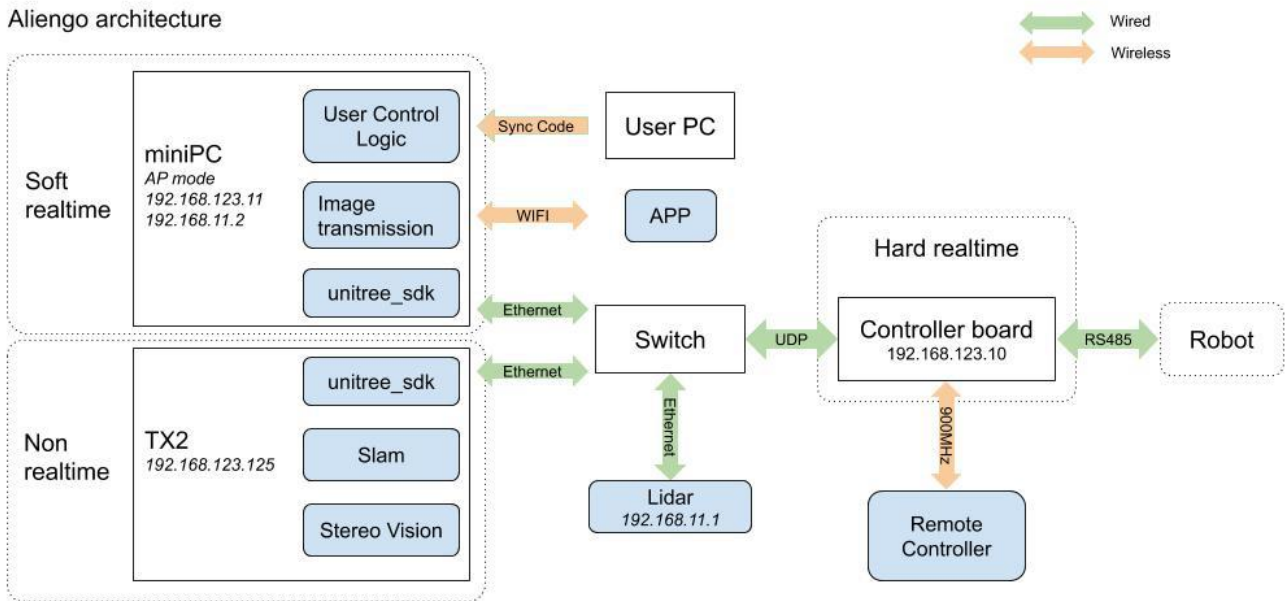 Aliengo architecture
Wired
Wireless
Soft
realtime
miniPC
AP mode
192.168.123.11
192.168.11.2
User Control
Logic
Image
transmission
unitree_sdk
Sync Code
User PC
WIFI
APP
Ethernet
Ethernet
Switch
UDP
Hard realtime
Controller board
192.168.123.10
RS485
Robot
Non
realtime
TX2
192.168.123.125
unitree_sdk
Slam
Stereo Vision
Ethernet
Lidar
192.168.11.1
900MHz
Remote
Controller